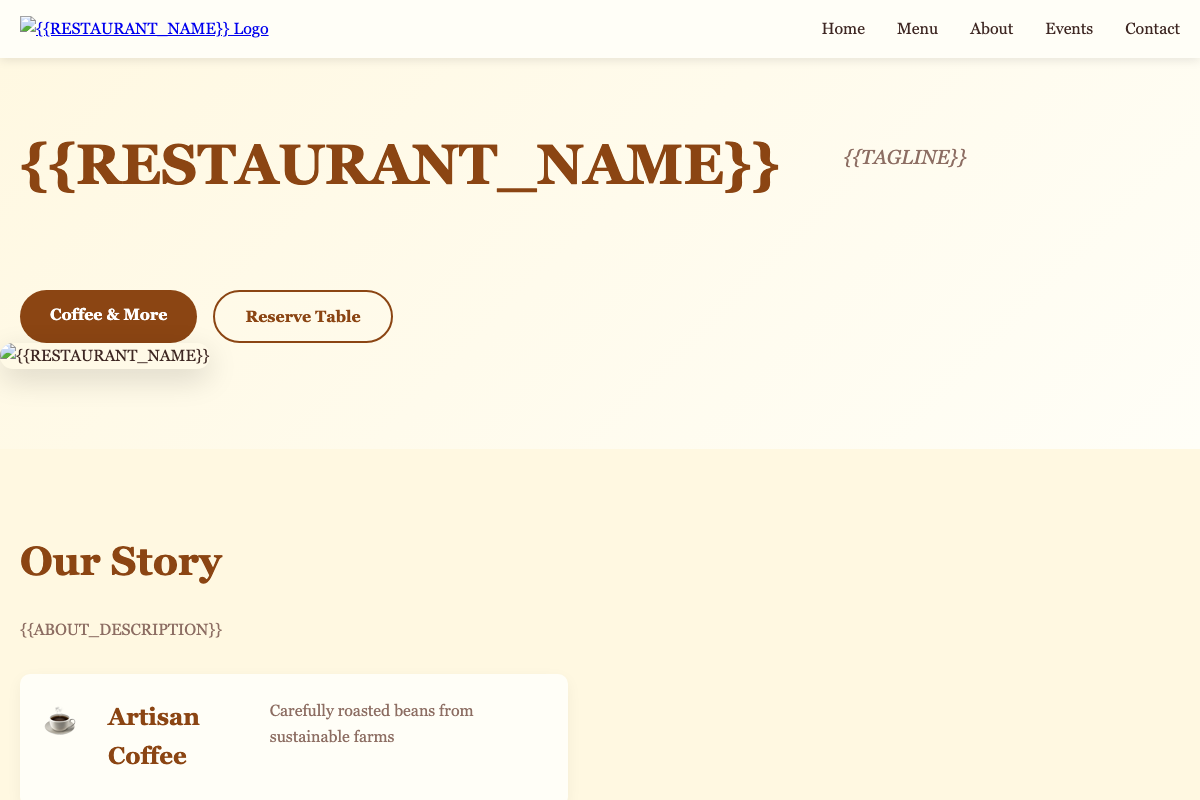 {{RESTAURANT_NAME}} Logo
Home
Menu
About
Events
Contact
{{RESTAURANT_NAME}}
{{TAGLINE}}
Coffee & More
Reserve Table
{{RESTAURANT_NAME}}
Our Story
{{ABOUT_DESCRIPTION}}
Artisan
Coffee
Carefully roasted beans from
sustainable farms